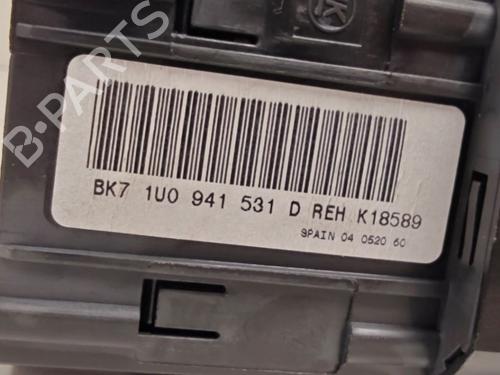 K
B-PARTS
BK7 1U0 941 531 D REH K18589
SPAIN 04 0520 60